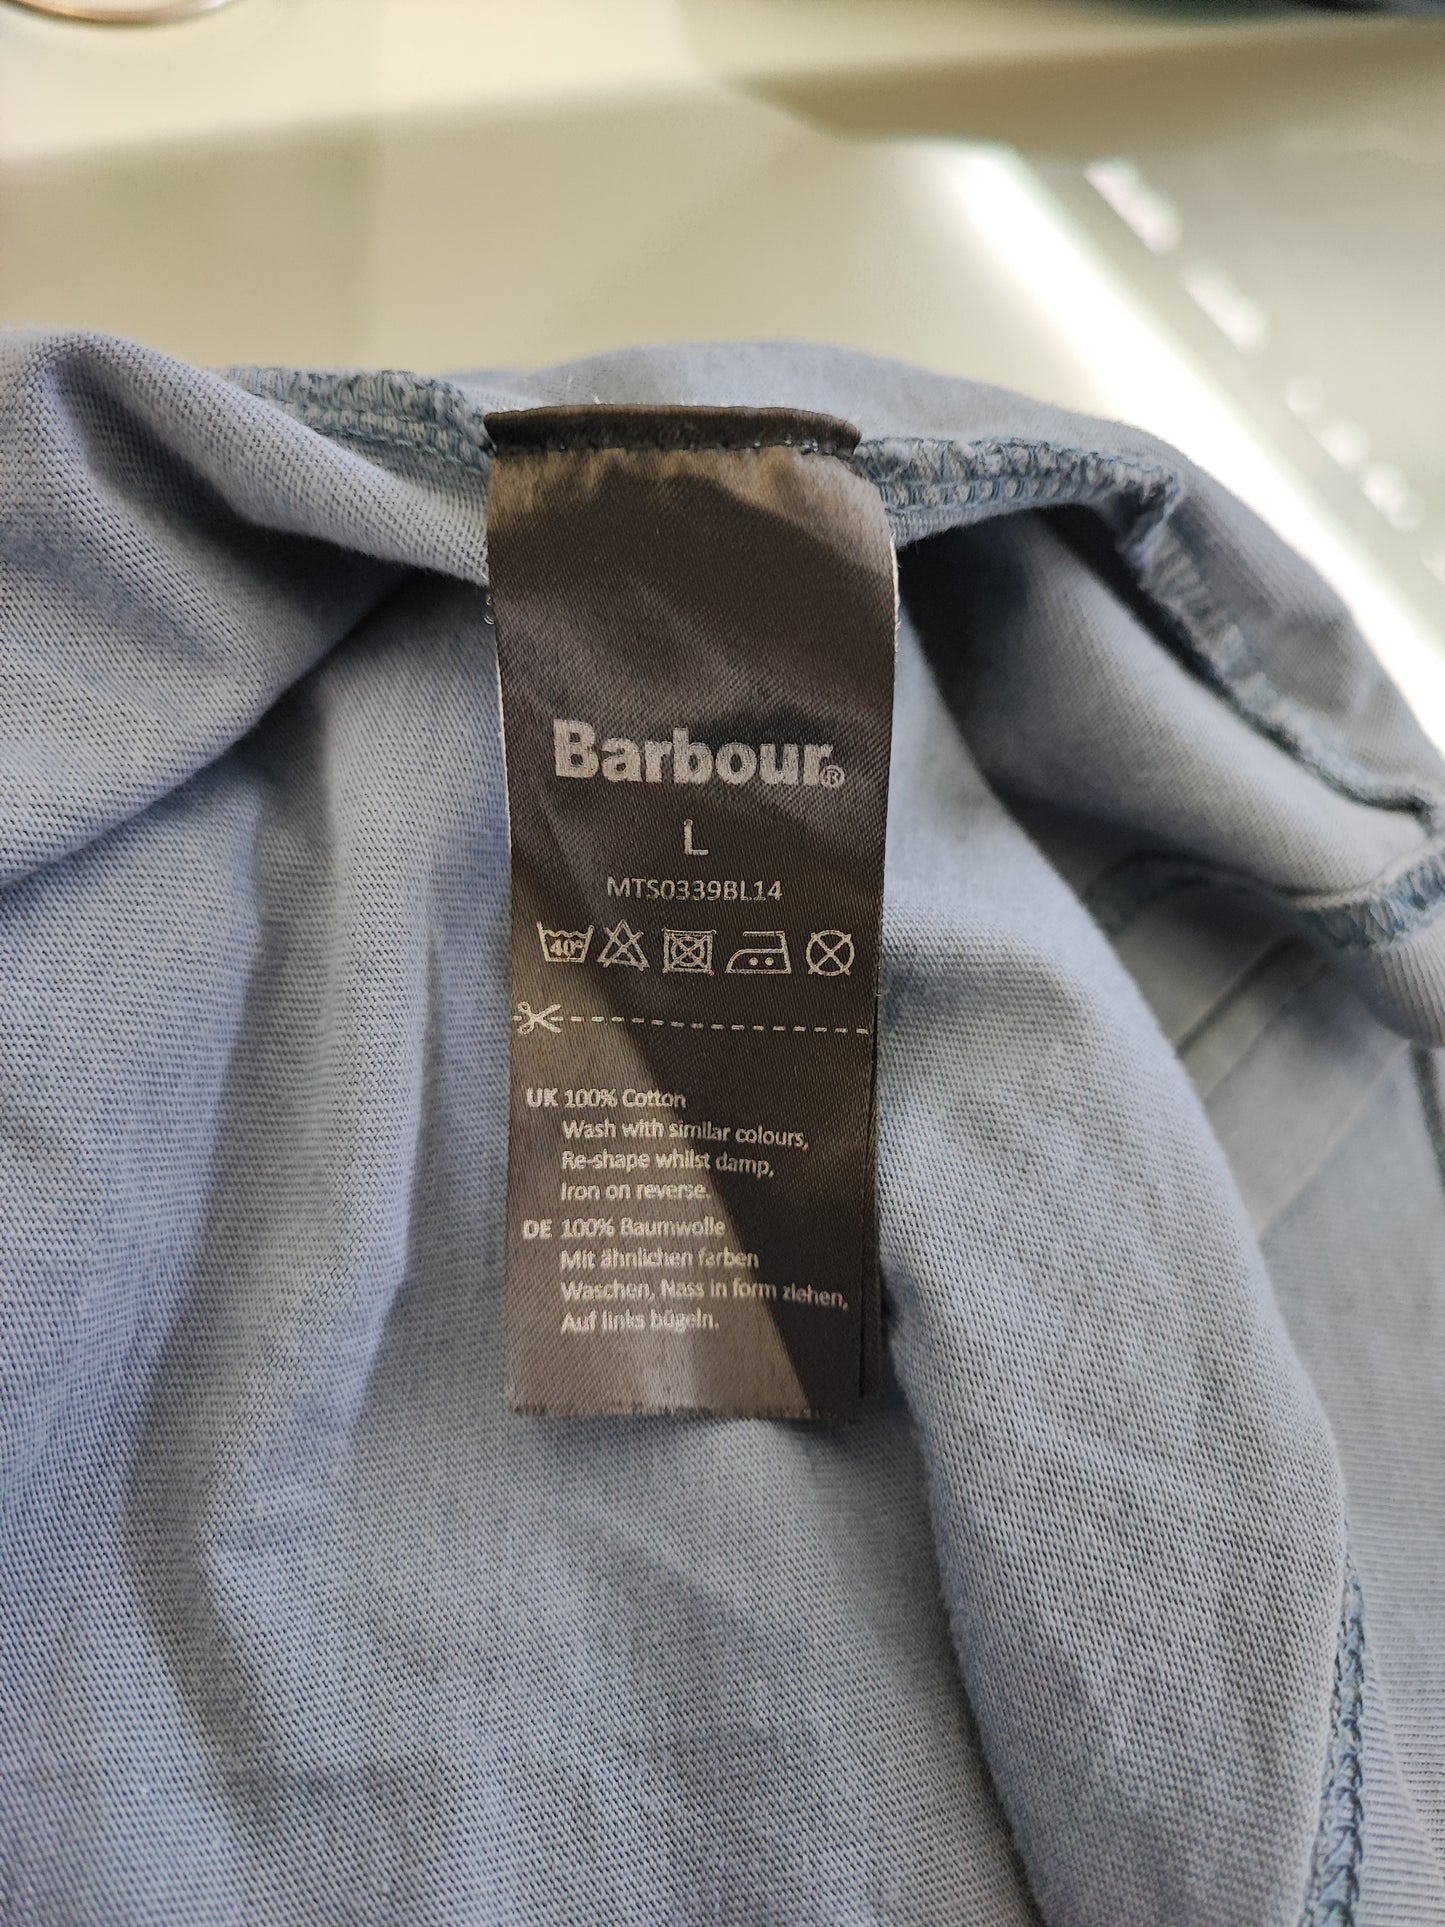 Barbour®
L
MTS0339BL14
40°
UK 100% Cotton
Wash with similar colours,
Re-shape whilst damp,
Iron on reverse.
DE 100% Baumwolle
Mit ähnlichen farben
Waschen, Nass in form ziehen,
Auf links bügeln.